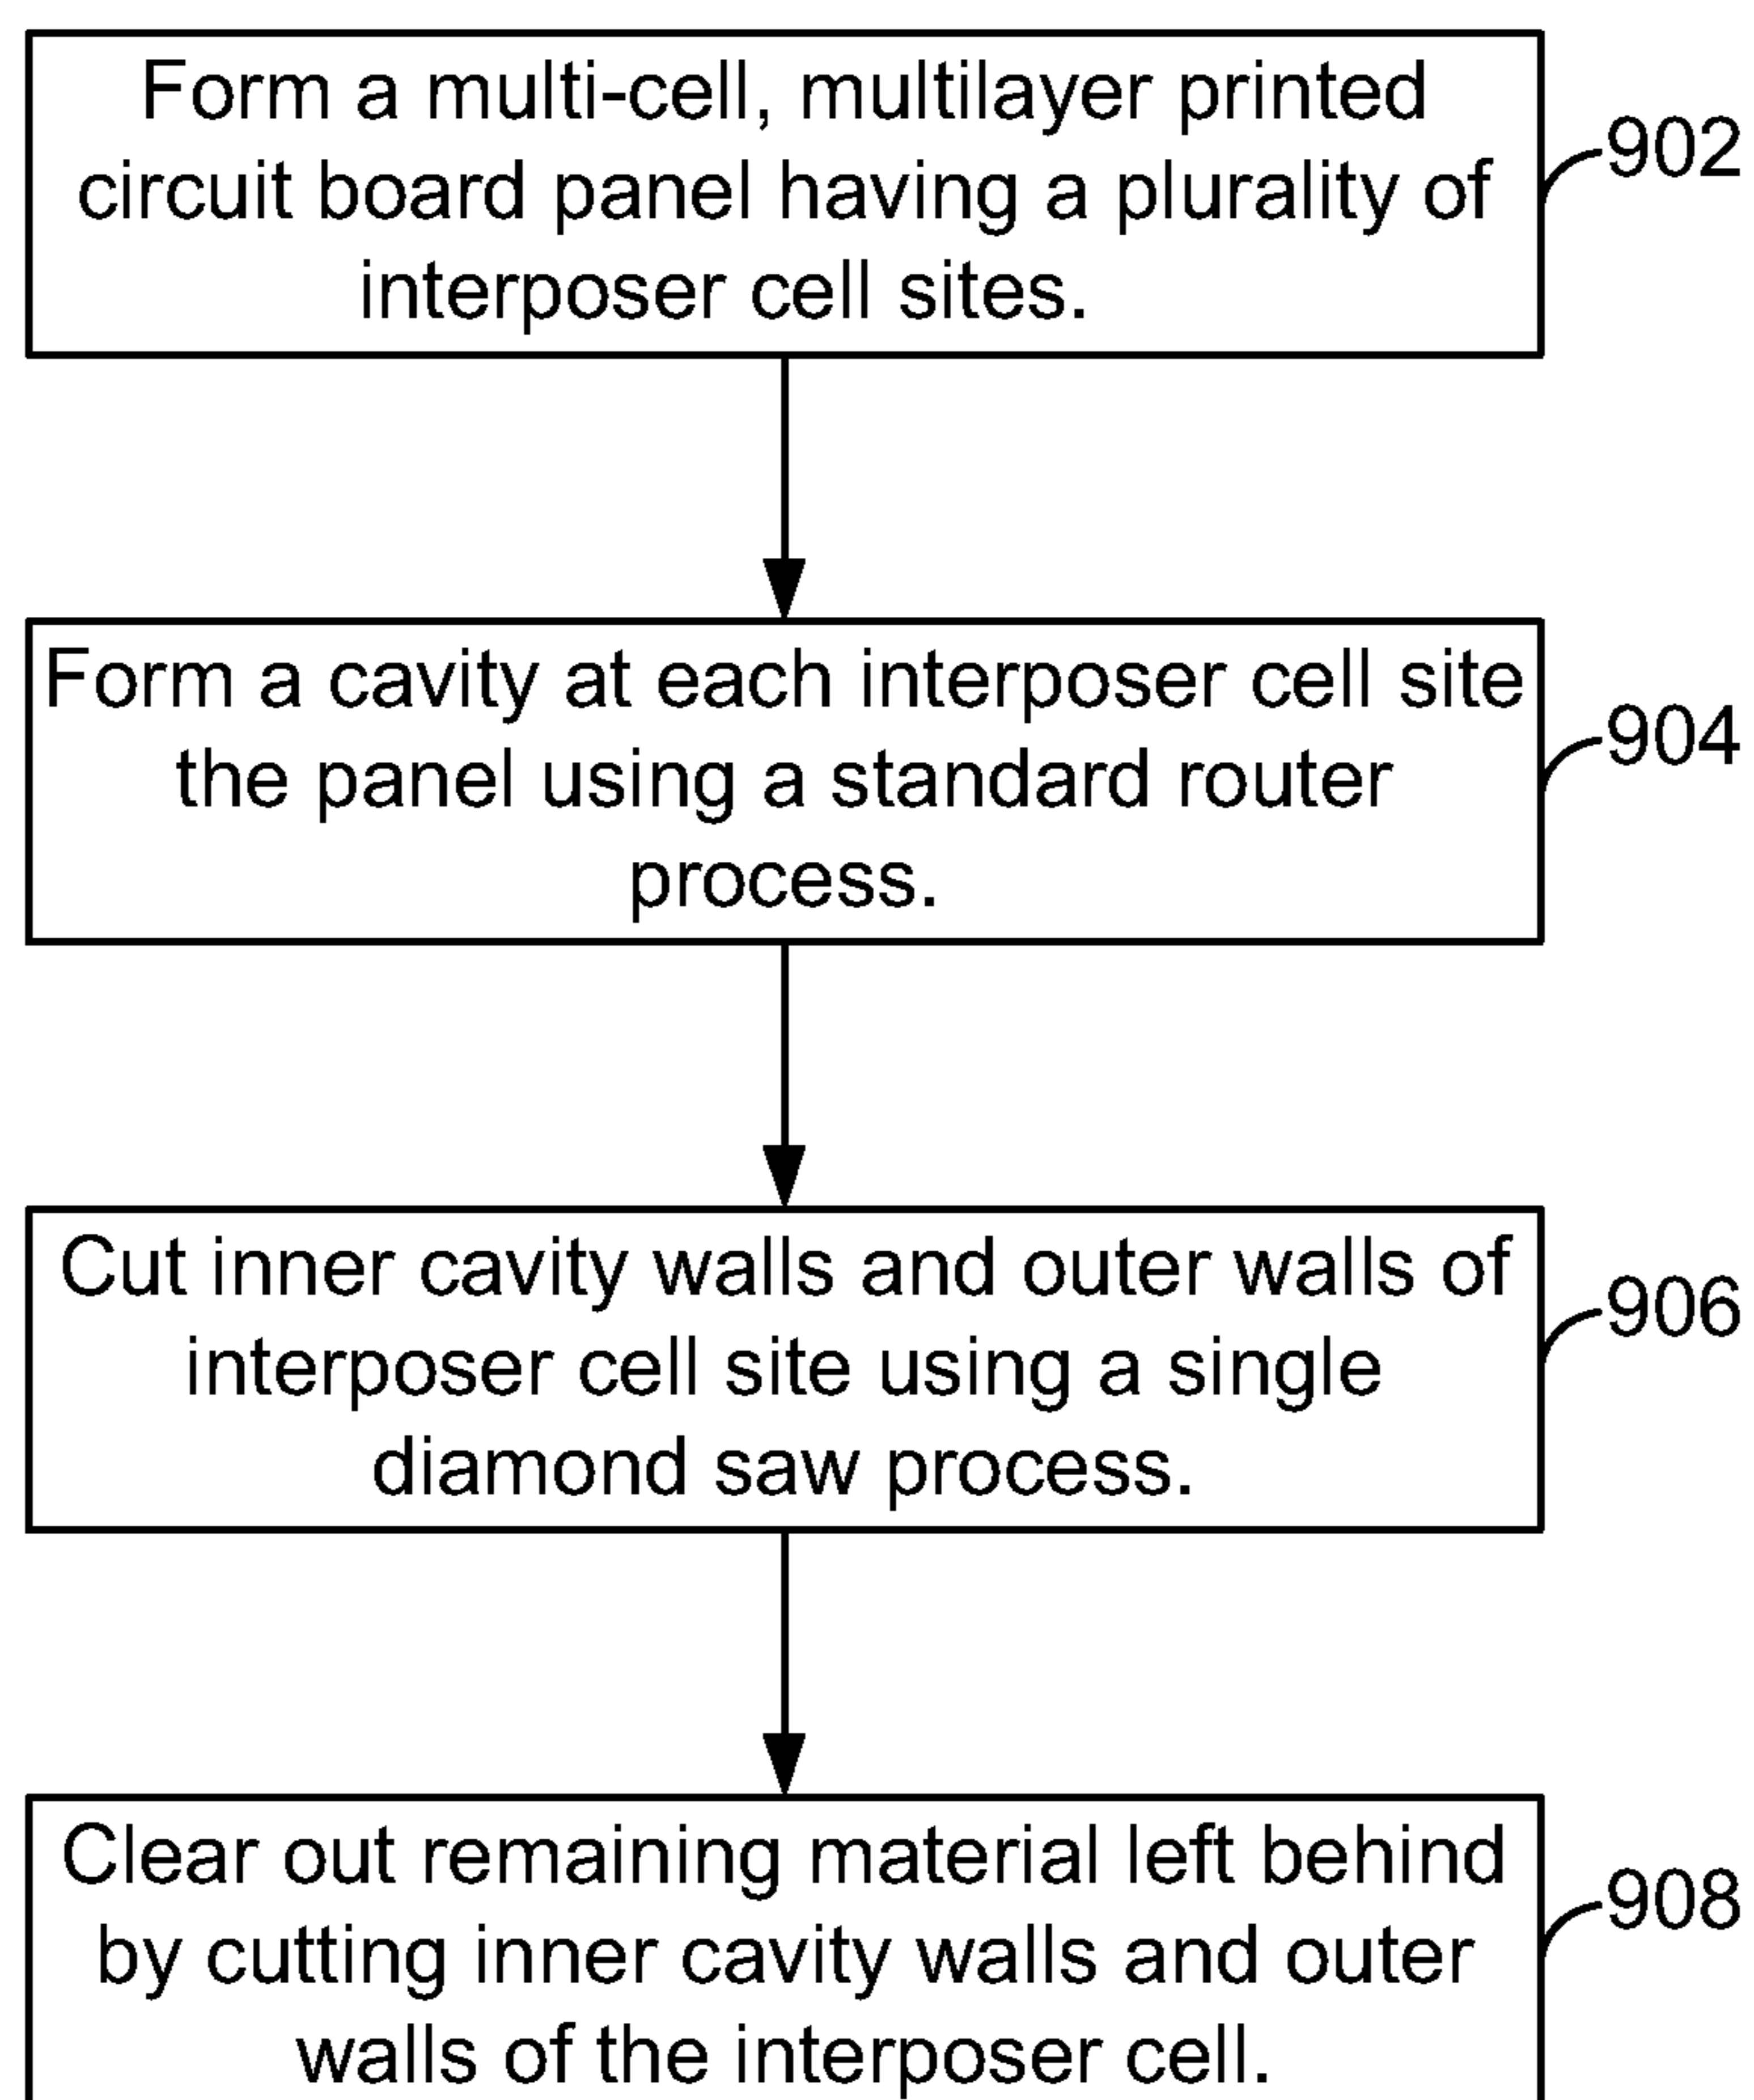 Form a multi-cell, multilayer printed
circuit board panel having a plurality of
interposer cell sites.
902
Form a cavity at each interposer cell site
the panel using a standard router
process.
904
Cut inner cavity walls and outer walls of
interposer cell site using a single
diamond saw process.
906
Clear out remaining material left behind
by cutting inner cavity walls and outer
walls of the interposer cell.
908